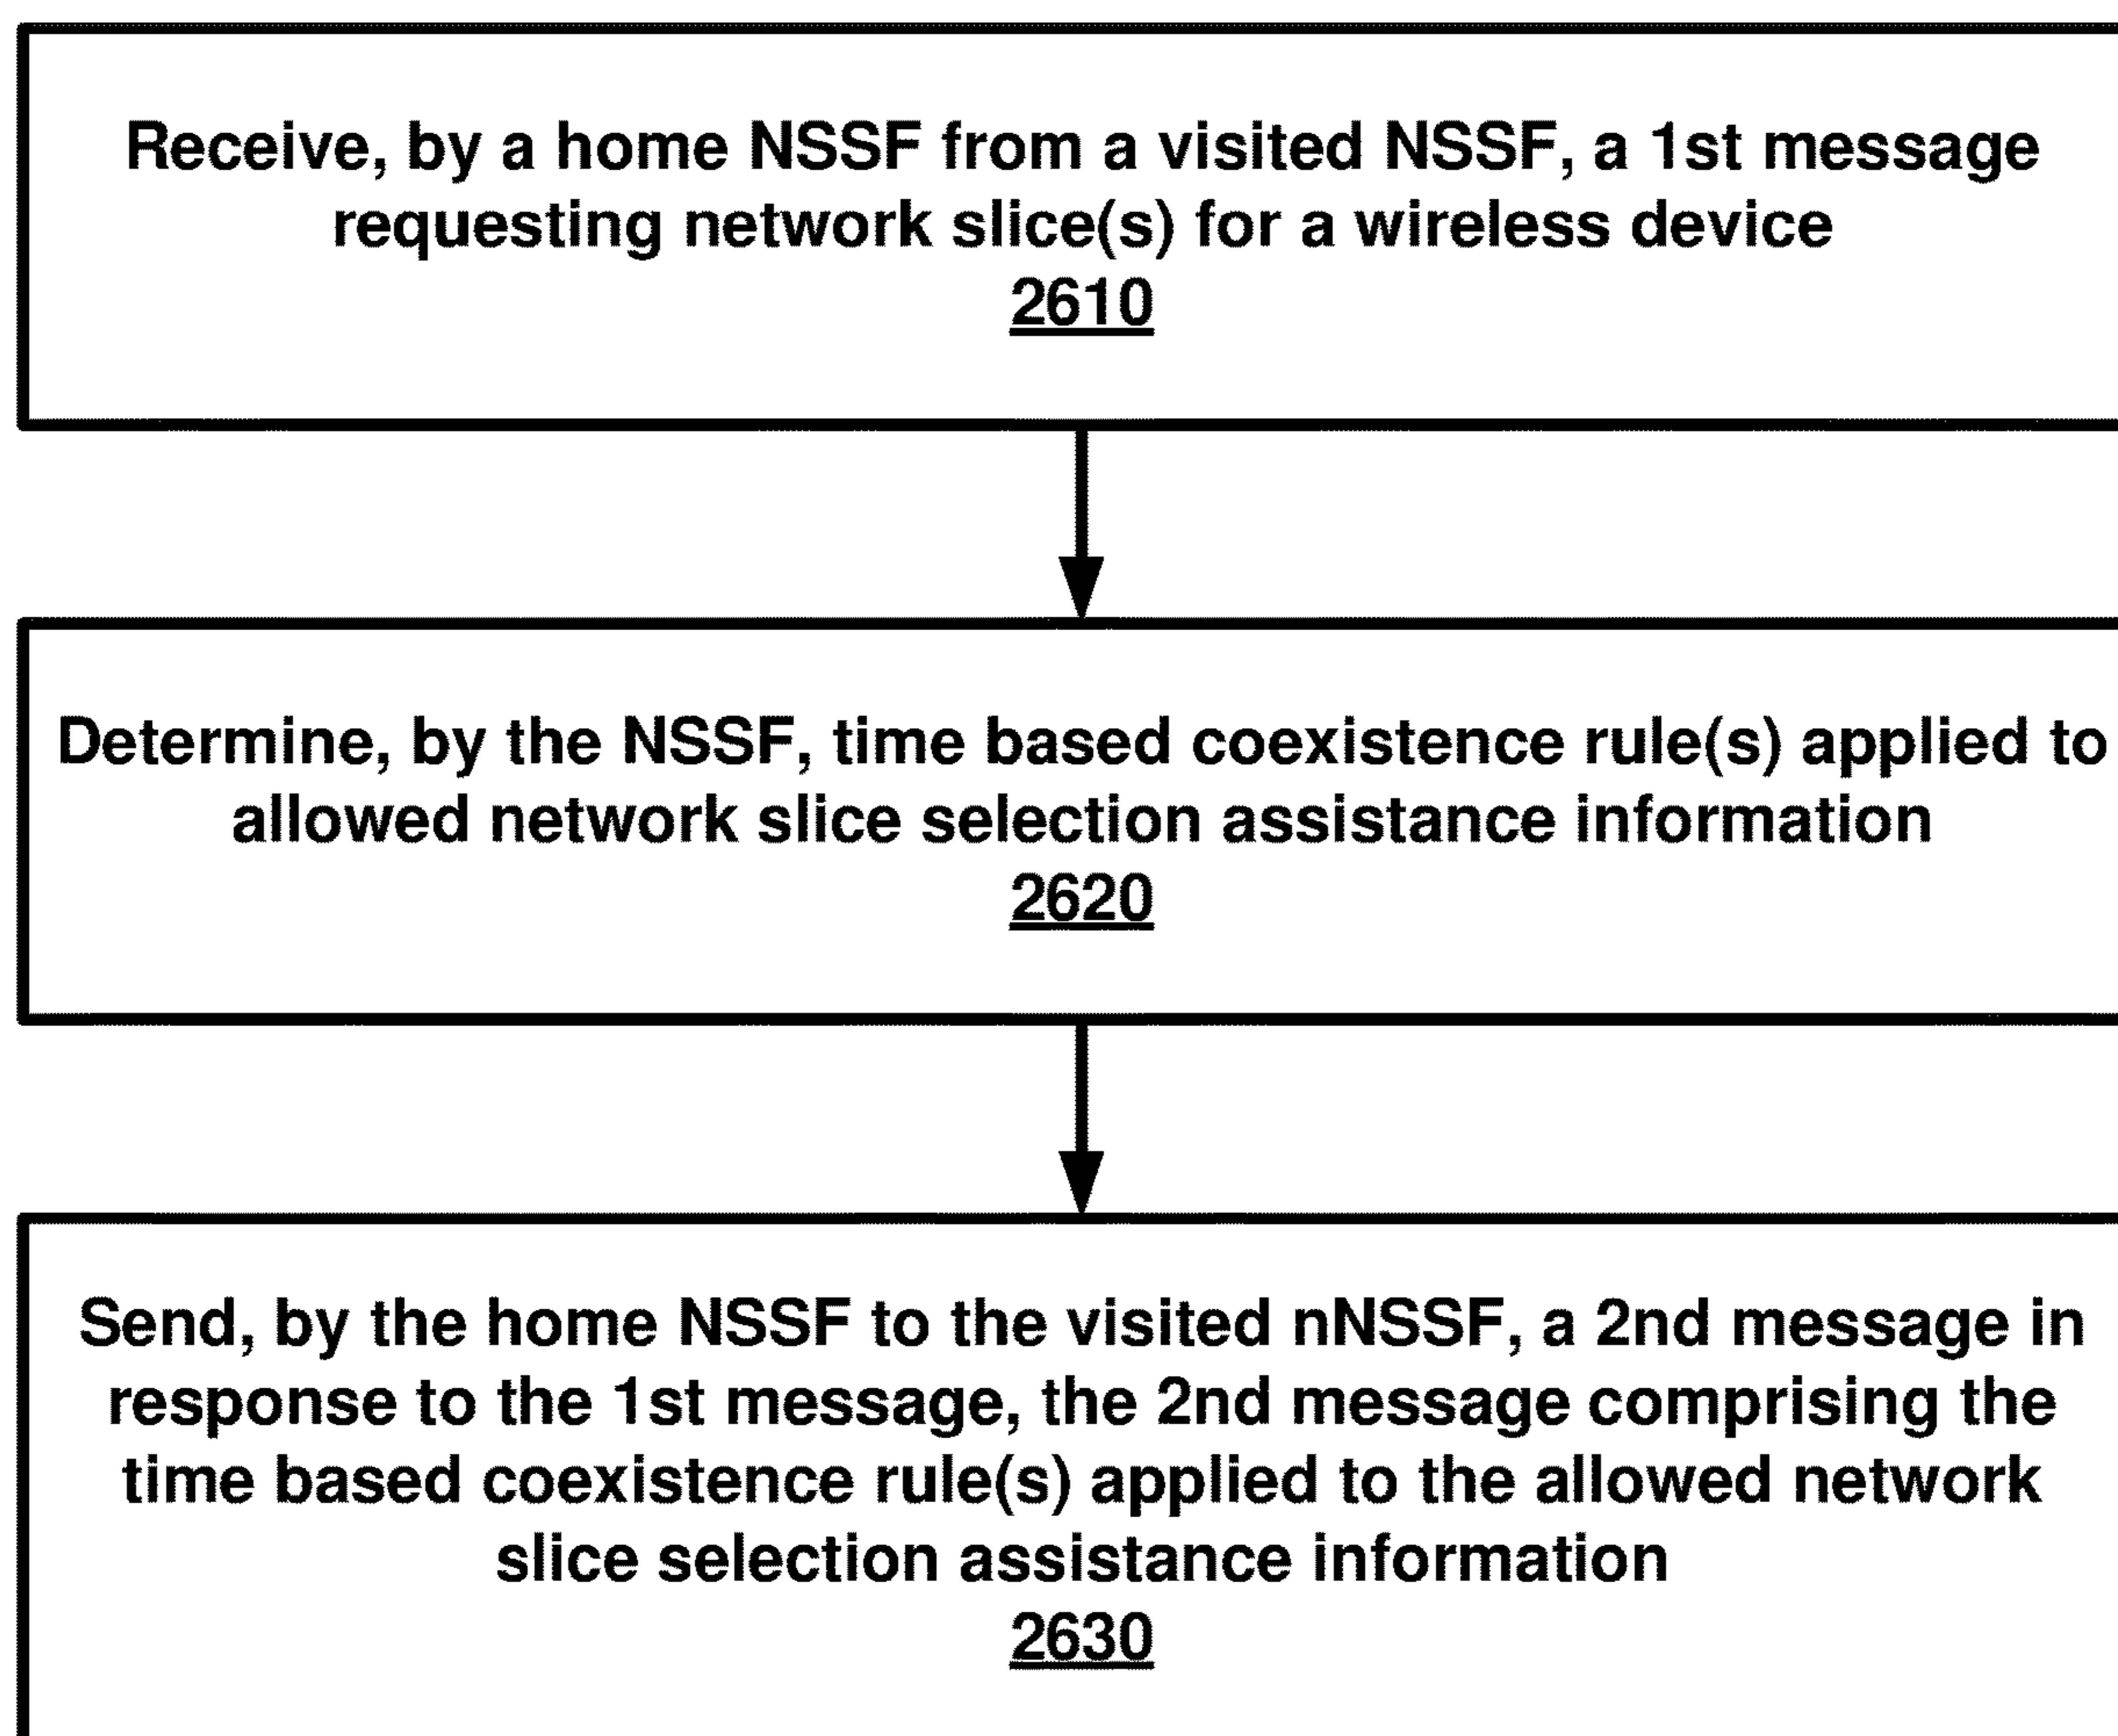 Receive, by a home NSSF from a visited NSSF, a 1st message
requesting network slice(s) for a wireless device
2610
Determine, by the NSSF, time based coexistence rule(s) applied to
allowed network slice selection assistance information
2620
Send, by the home NSSF to the visited nNSSF, a 2nd message in
response to the 1st message, the 2nd message comprising the
time based coexistence rule(s) applied to the allowed network
slice selection assistance information
2630